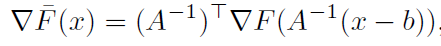 ∇F̄(x) = (A⁻¹)^⊤∇F(A⁻¹(x − b)).